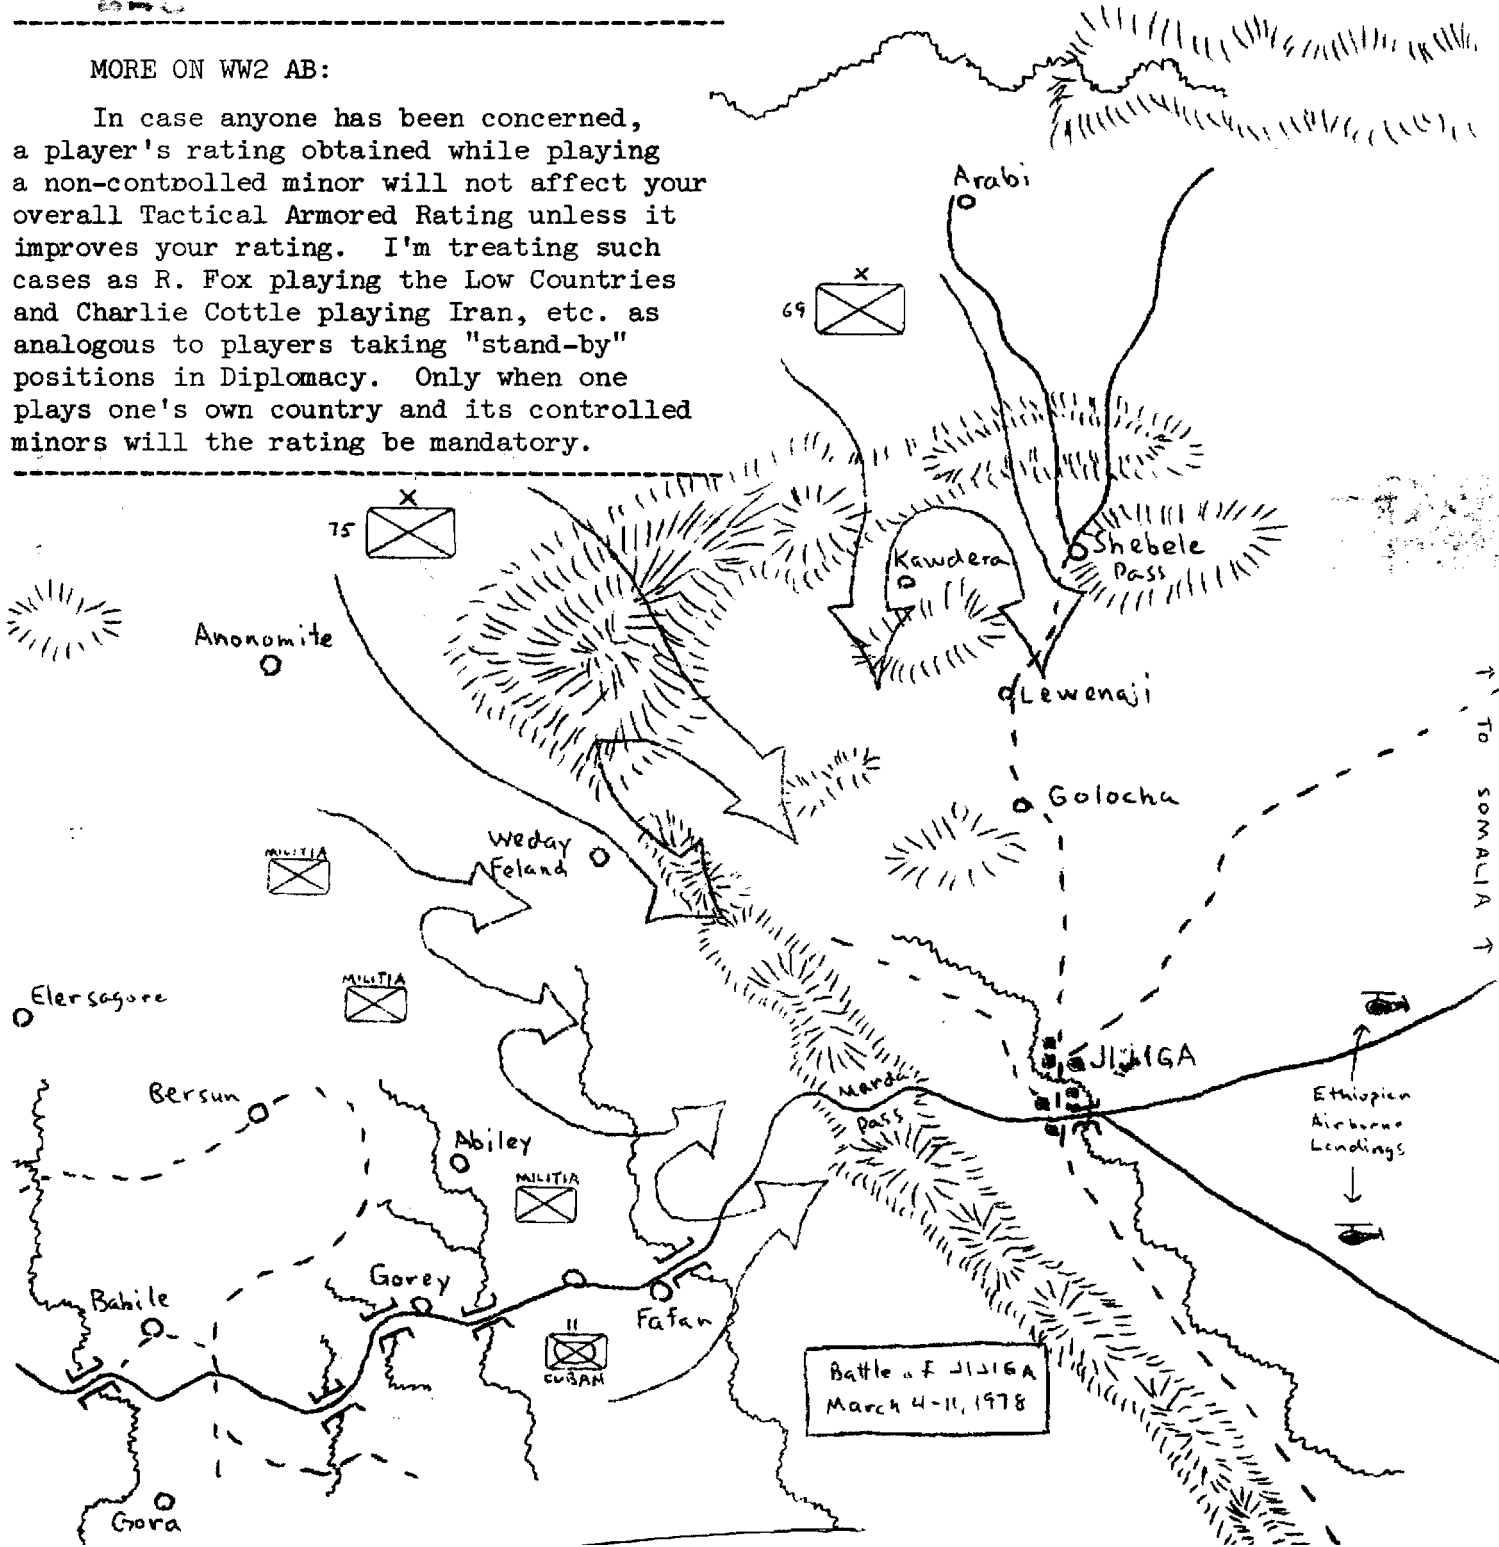 MORE ON WW2 AB:
In case anyone has been concerned,
a player's rating obtained while playing
a non-controlled minor will not affect your
overall Tactical Armored Rating unless it
improves your rating. I'm treating such
cases as R. Fox playing the Low Countries
and Charlie Cottle playing Iran, etc. as
analogous to players taking "stand-by"
positions in Diplomacy. Only when one
plays one's own country and its controlled
minors will the rating be mandatory.
Arabi
X
69
X
75
Shebele
Pass
Kawdera
Anonomite
Lewenaji
↑ TO SOMALIA ↑
Golocha
Weday
Feland
MILITIA
MILITIA
Elersagore
JIJIGA
Marda
Pass
Bersun
Abiley
MILITIA
Ethiopian
Airborne
Landings
Gorey
Babile
Fafan
II
CUBAN
Battle of JIJIGA
March 4-11, 1978
Gora